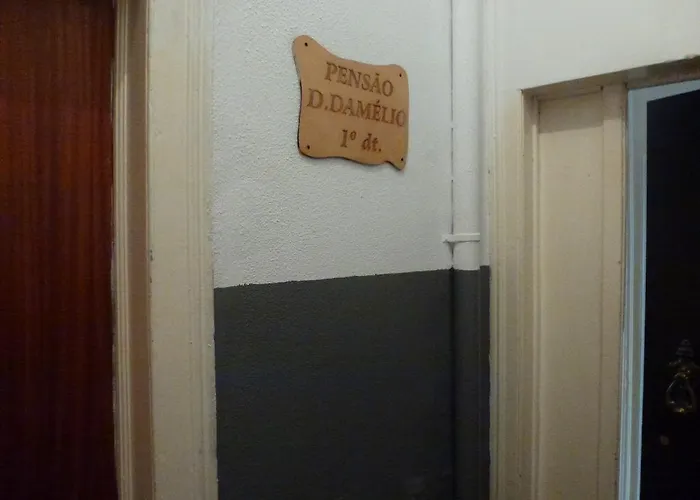 PENSÃO
D.DAMÉLIO
1º dt.